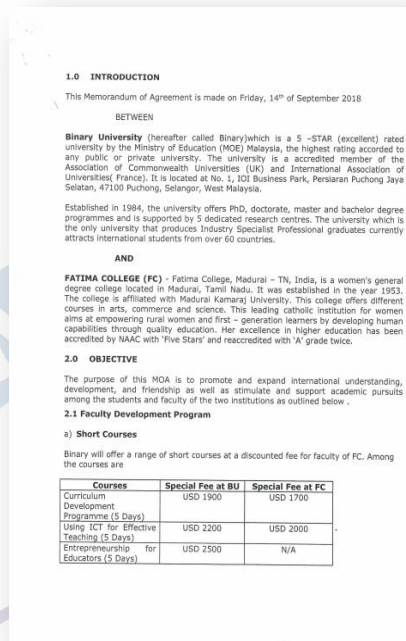 1.0 INTRODUCTION
This Memorandum of Agreement is made on Friday, 14th of September 2018
BETWEEN
Binary University (hereafter called Binary)which is a 5 –STAR (excellent) rated
university by the Ministry of Education (MOE) Malaysia, the highest rating accorded to
any public or private university. The university is a accredited member of the
Association of Commonwealth Universities (UK) and International Association of
Universities( France). It is located at No. 1, IOI Business Park, Persiaran Puchong Jaya
Selatan, 47100 Puchong, Selangor, West Malaysia.
Established in 1984, the university offers PhD, doctorate, master and bachelor degree
programmes and is supported by 5 dedicated research centres. The university which is
the only university that produces Industry Specialist Professional graduates currently
attracts international students from over 60 countries.
AND
FATIMA COLLEGE (FC) - Fatima College, Madurai – TN, India, is a women's general
degree college located in Madurai, Tamil Nadu. It was established in the year 1953.
The college is affiliated with Madurai Kamaraj University. This college offers different
courses in arts, commerce and science. This leading catholic institution for women
aims at empowering rural women and first – generation learners by developing human
capabilities through quality education. Her excellence in higher education has been
accredited by NAAC with 'Five Stars' and reaccredited with 'A' grade twice.
2.0 OBJECTIVE
The purpose of this MOA is to promote and expand international understanding,
development, and friendship as well as stimulate and support academic pursuits
among the students and faculty of the two institutions as outlined below .
2.1 Faculty Development Program
a) Short Courses
Binary will offer a range of short courses at a discounted fee for faculty of FC. Among
the courses are
Courses Special Fee at BU Special Fee at FC
Curriculum USD 1900 USD 1700
Development
Programme (5 Days)
Using ICT for Effective USD 2200 USD 2000
Teaching (5 Days)
Entrepreneurship for USD 2500 N/A
Educators (5 Days)